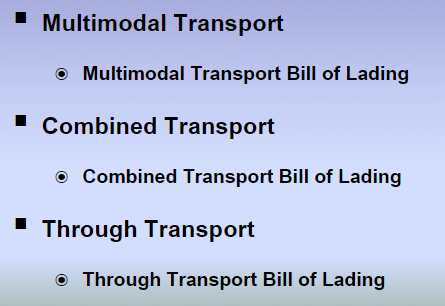 ▪ Multimodal Transport
◉ Multimodal Transport Bill of Lading
▪ Combined Transport
◉ Combined Transport Bill of Lading
▪ Through Transport
◉ Through Transport Bill of Lading